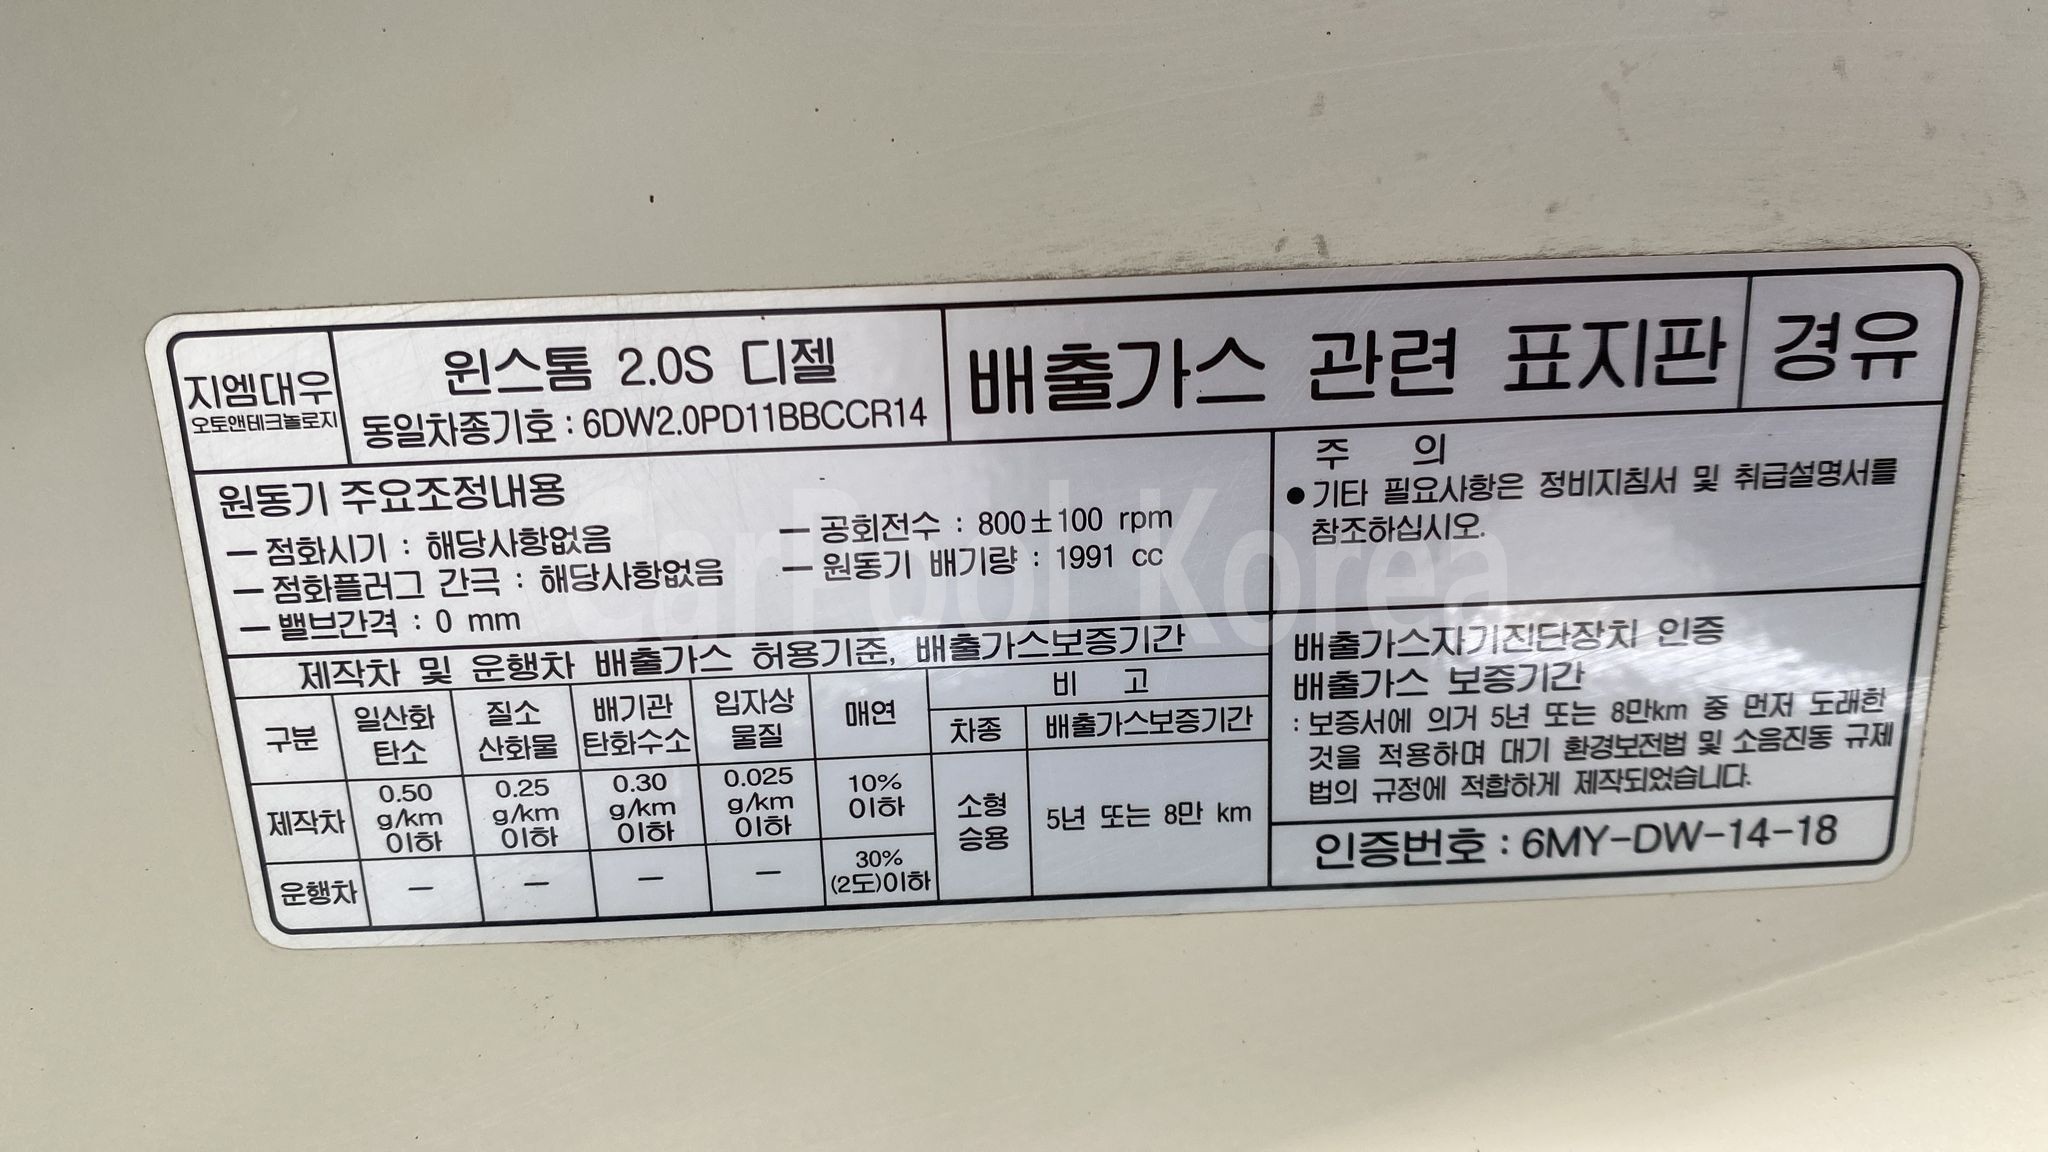 지엠대우
오토앤테크놀로지
윈스톰 2.0S 디젤
동일차종기호 : 6DW2.0PD11BBCCR14
배출가스 관련 표지판
경유
원동기 주요조정내용
– 점화시기 : 해당사항없음
– 점화플러그 간극 : 해당사항없음
– 밸브간격 : 0 mm
– 공회전수 : 800±100 rpm
– 원동기 배기량 : 1991 cc
주 의
● 기타 필요사항은 정비지침서 및 취급설명서를
참조하십시오.
제작차 및 운행차 배출가스 허용기준, 배출가스보증기간
구분
일산화
탄소
질소
산화물
배기관
탄화수소
입자상
물질
매연
비 고
차종
배출가스보증기간
제작차
0.50
g/km
이하
0.25
g/km
이하
0.30
g/km
이하
0.025
g/km
이하
10%
이하
소형
승용
5년 또는 8만 km
운행차
–
–
–
–
30%
(2도)이하
배출가스자기진단장치 인증
배출가스 보증기간
: 보증서에 의거 5년 또는 8만km 중 먼저 도래한
것을 적용하며 대기 환경보전법 및 소음진동 규제
법의 규정에 적합하게 제작되었습니다.
인증번호 : 6MY-DW-14-18
CarPool Korea